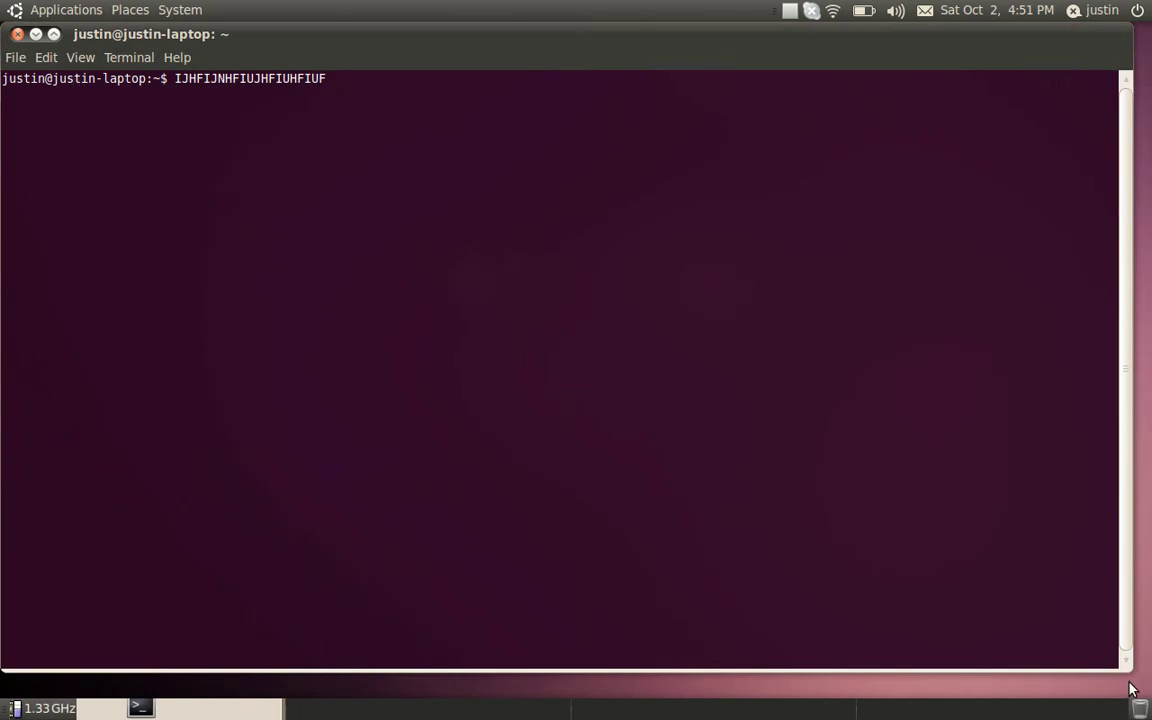 Applications Places System
Sat Oct 2, 4:51 PM justin
justin@justin-laptop: ~
File Edit View Terminal Help
justin@justin-laptop:~$ IJHFIJNHFIUJHFIUHFIUF
1.33 GHz
>_